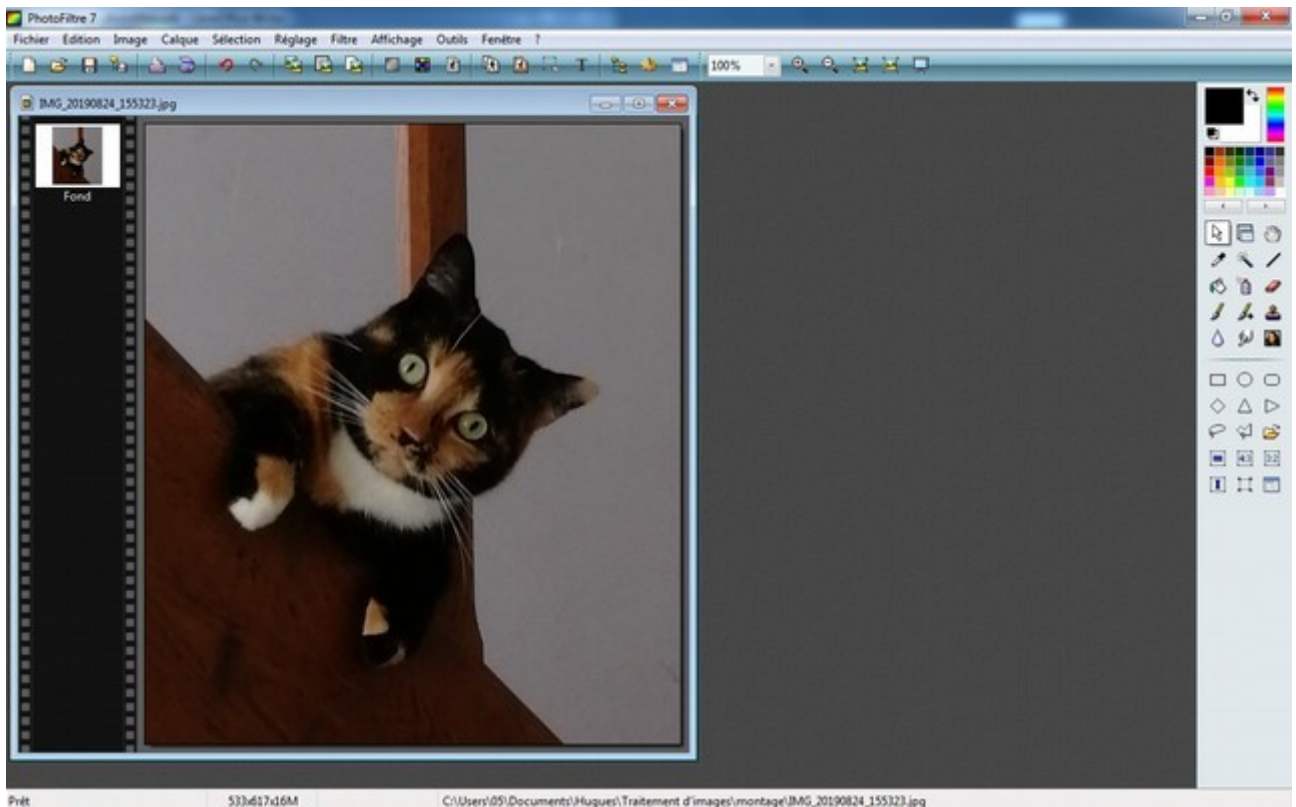 PhotoFiltre 7
Fichier Edition Image Calque Sélection Réglage Filtre Affichage Outils Fenêtre ?
100%
IMG_20190824_155323.jpg
Fond
Prêt 533x617x16M C:\Users\05\Documents\Hugues\Traitement d'images\montage\IMG_20190824_155323.jpg